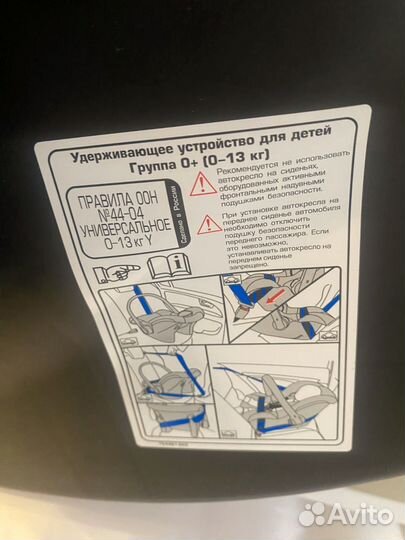 Удерживающее устройство для детей
Группа 0+ (0-13 кг)
ПРАВИЛА ООН
№44-04
УНИВЕРСАЛЬНОЕ
0-13 кг Y
Сделано в России
Рекомендуется не использовать
автокресло на сиденьях,
оборудованных активными
фронтальными надувными
подушками безопасности.
При установке автокресла на
переднее сиденье автомобиля
необходимо отключить
подушку безопасности
переднего пассажира. Если
это невозможно,
устанавливать автокресло на
переднем сиденье
запрещено.
Avito